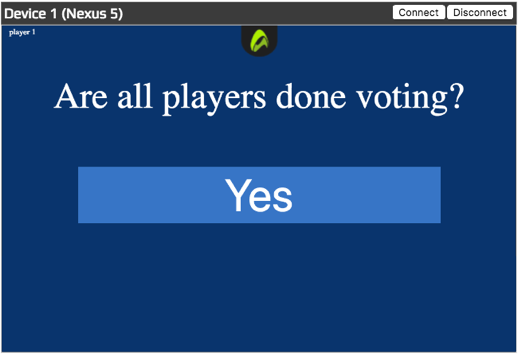 Device 1 (Nexus 5) Connect Disconnect
player 1
Are all players done voting?
Yes